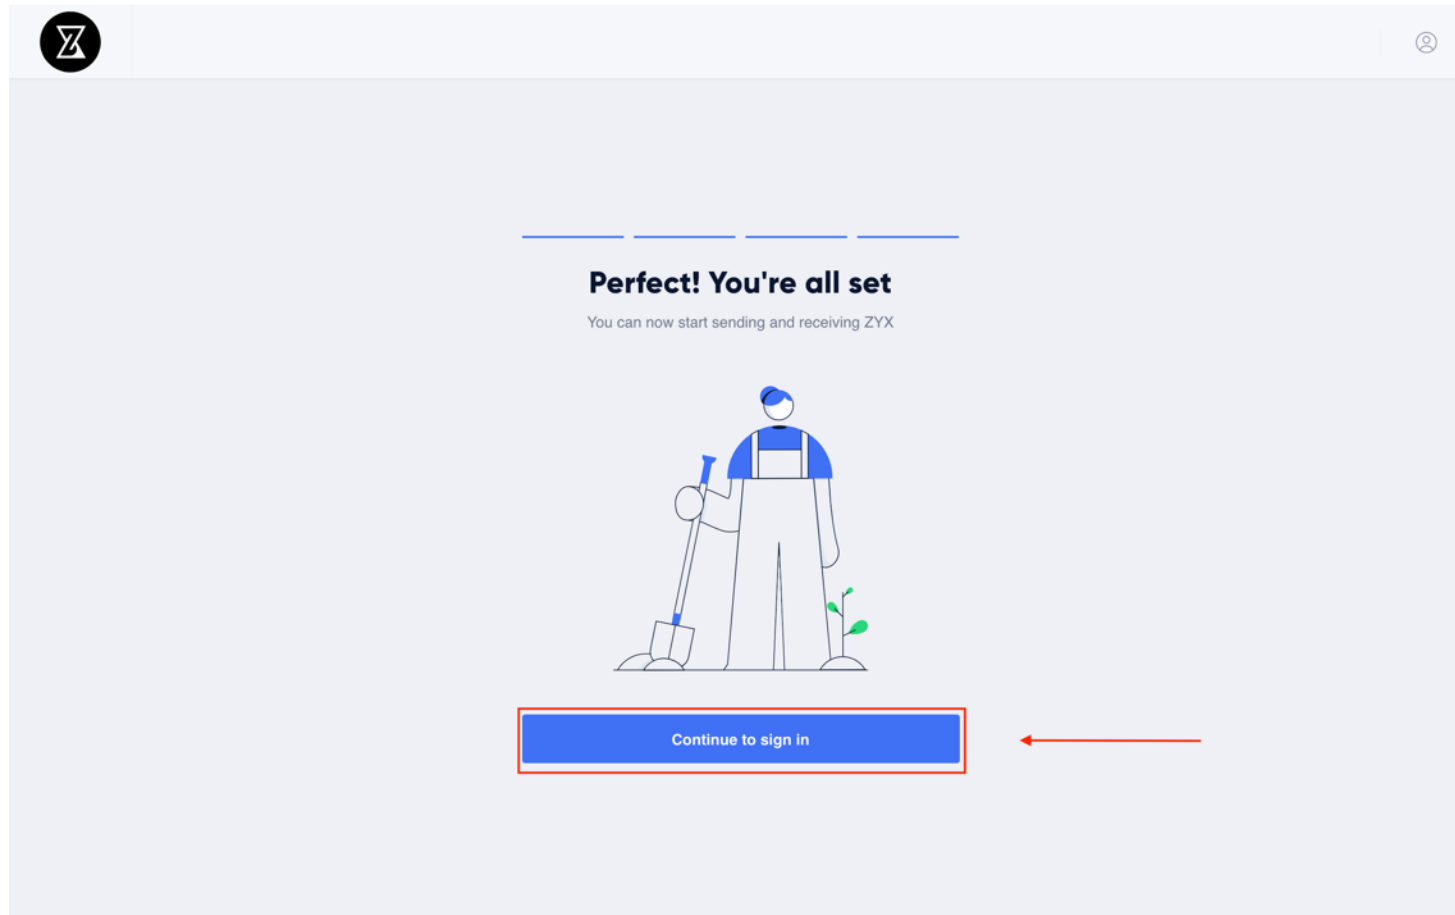 Perfect! You're all set
You can now start sending and receiving ZYX
Continue to sign in